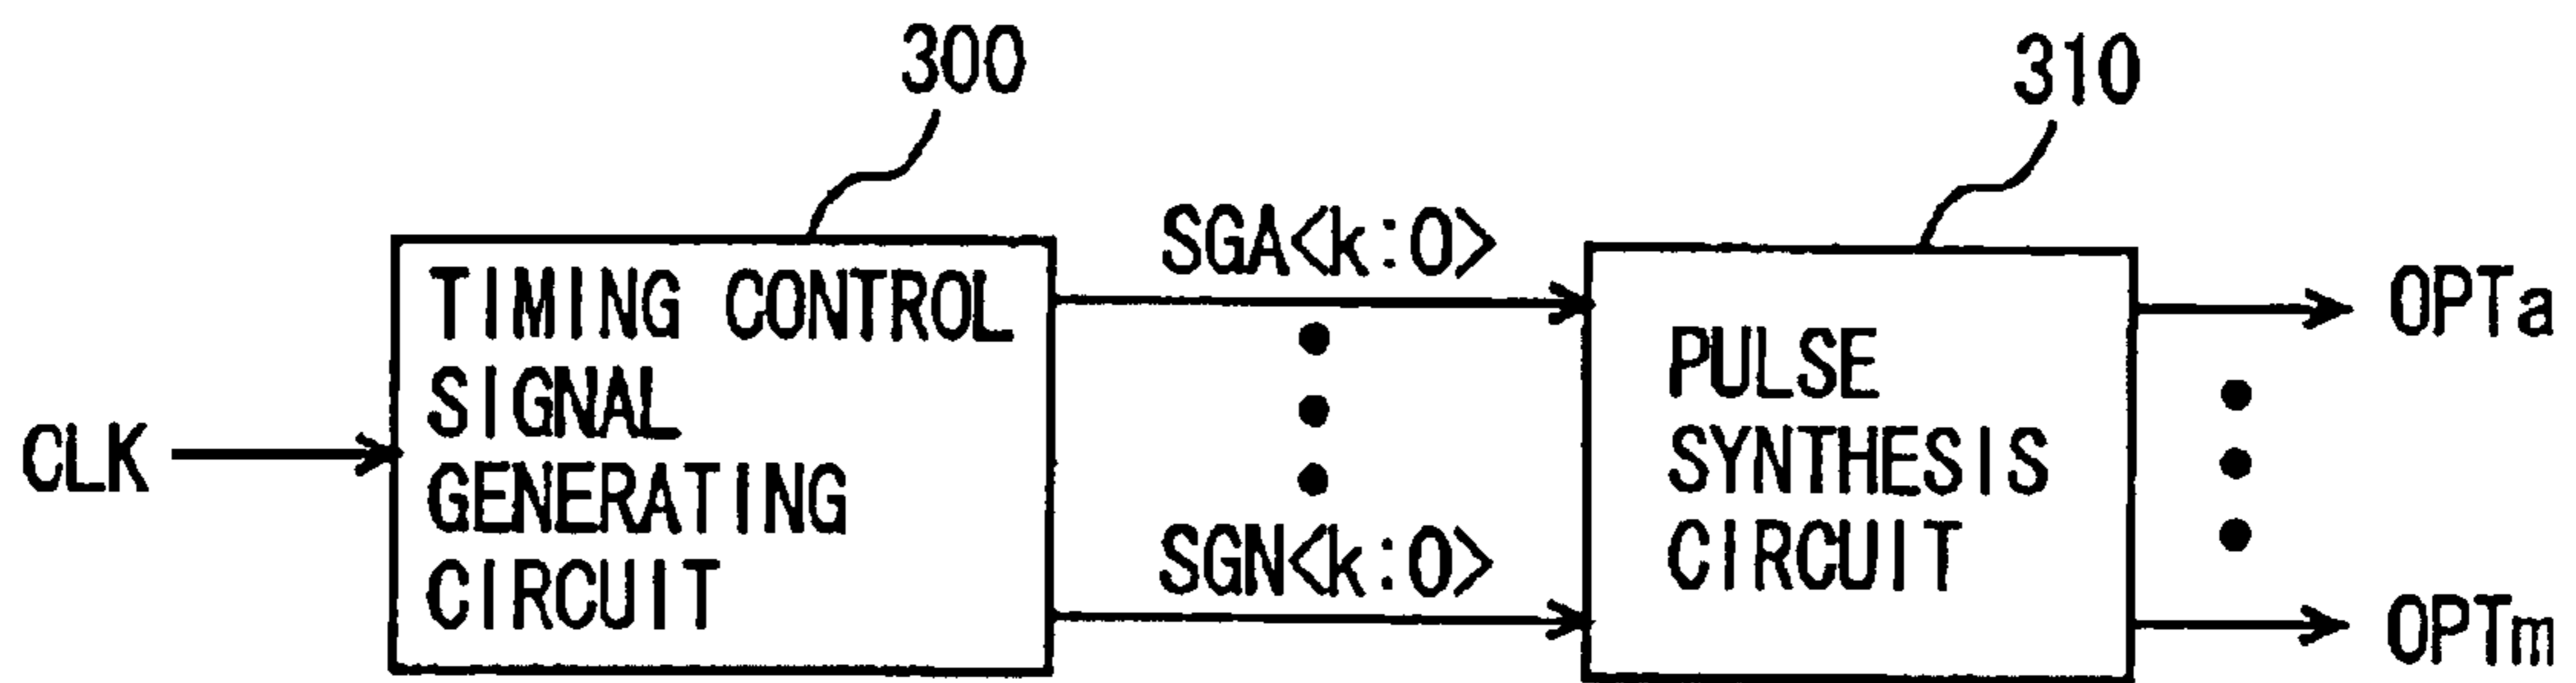 300
310
SGA<k:0>
TIMING CONTROL
SIGNAL
GENERATING
CIRCUIT
CLK
SGN<k:0>
PULSE
SYNTHESIS
CIRCUIT
OPTa
OPTm